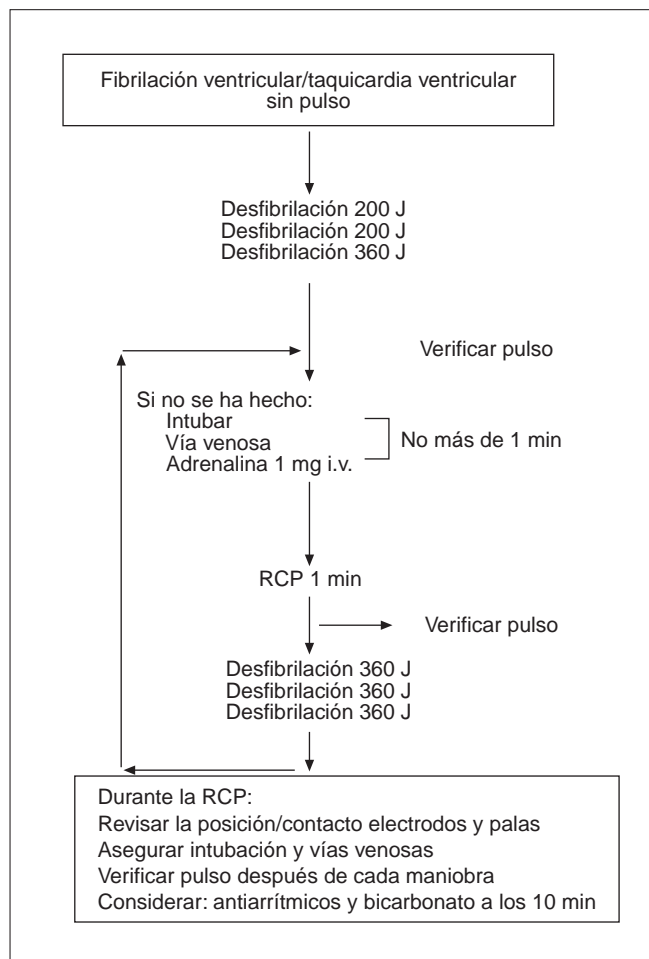 Fibrilación ventricular/taquicardia ventricular
sin pulso
Desfibrilación 200 J
Desfibrilación 200 J
Desfibrilación 360 J
Verificar pulso
Si no se ha hecho:
Intubar
Vía venosa
Adrenalina 1 mg i.v.
No más de 1 min
RCP 1 min
Verificar pulso
Desfibrilación 360 J
Desfibrilación 360 J
Desfibrilación 360 J
Durante la RCP:
Revisar la posición/contacto electrodos y palas
Asegurar intubación y vías venosas
Verificar pulso después de cada maniobra
Considerar: antiarrítmicos y bicarbonato a los 10 min